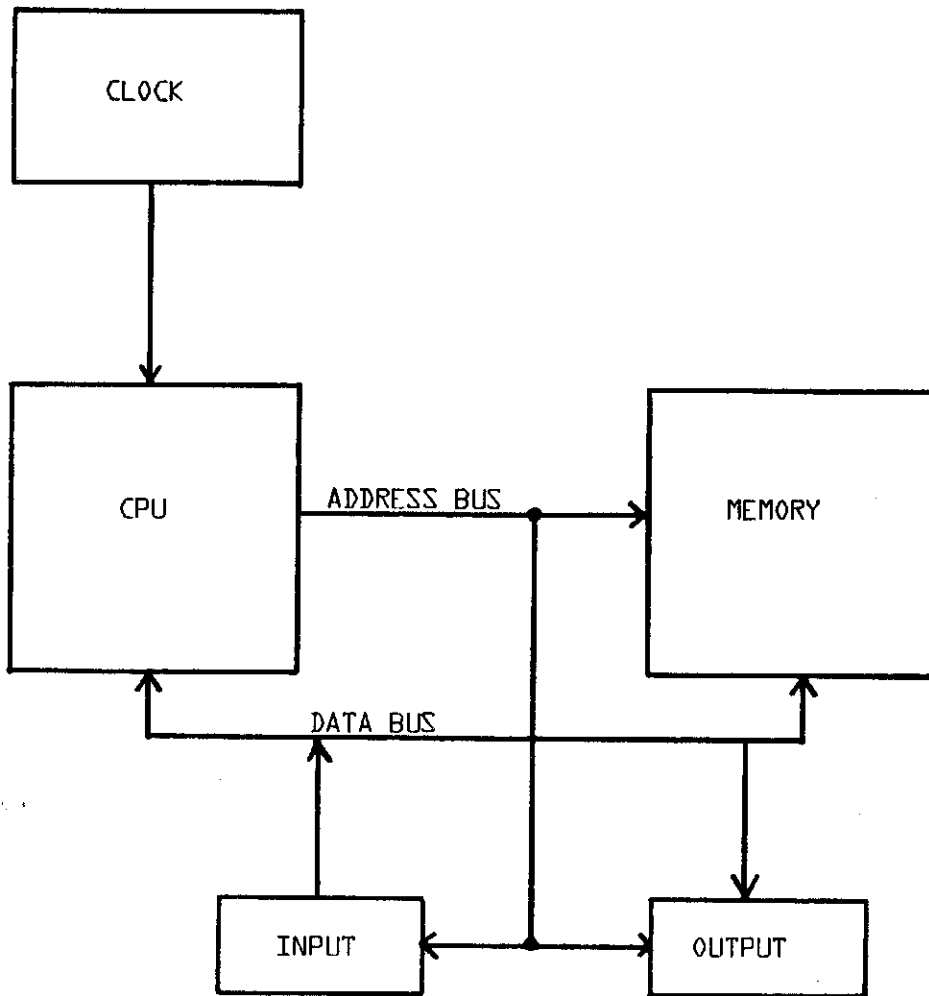 CLOCK
CPU
ADDRESS BUS
MEMORY
DATA BUS
INPUT
OUTPUT